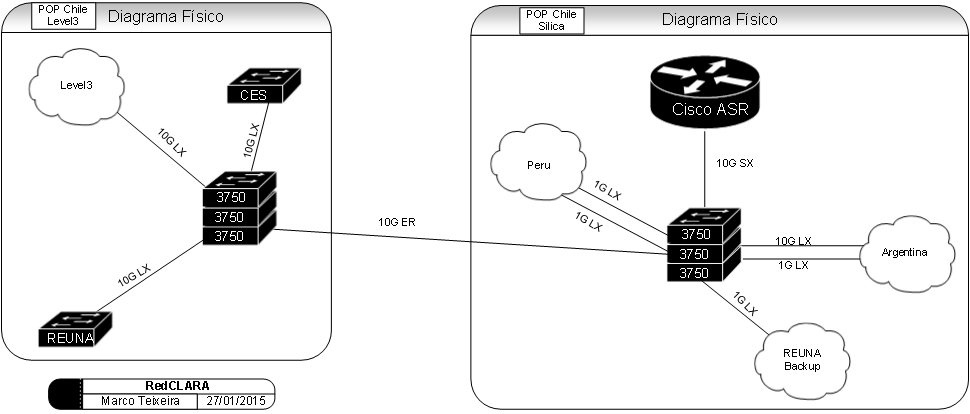 POP Chile
Level3
Diagrama Físico
Level3
CES
10G LX
10G LX
3750
3750
3750
10G LX
REUNA
10G ER
POP Chile
Silica
Diagrama Físico
Cisco ASR
10G SX
Peru
1G LX
1G LX
3750
3750
3750
10G LX
1G LX
Argentina
1G LX
REUNA
Backup
RedCLARA
Marco Teixeira
27/01/2015